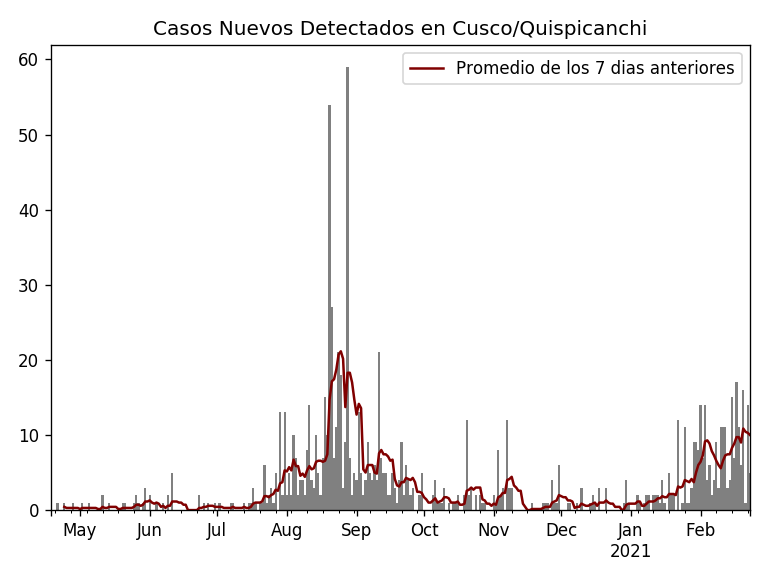 Casos Nuevos Detectados en Cusco/Quispicanchi
Promedio de los 7 dias anteriores
60
50
40
30
20
10
0
May Jun Jul Aug Sep Oct Nov Dec Jan Feb
2021